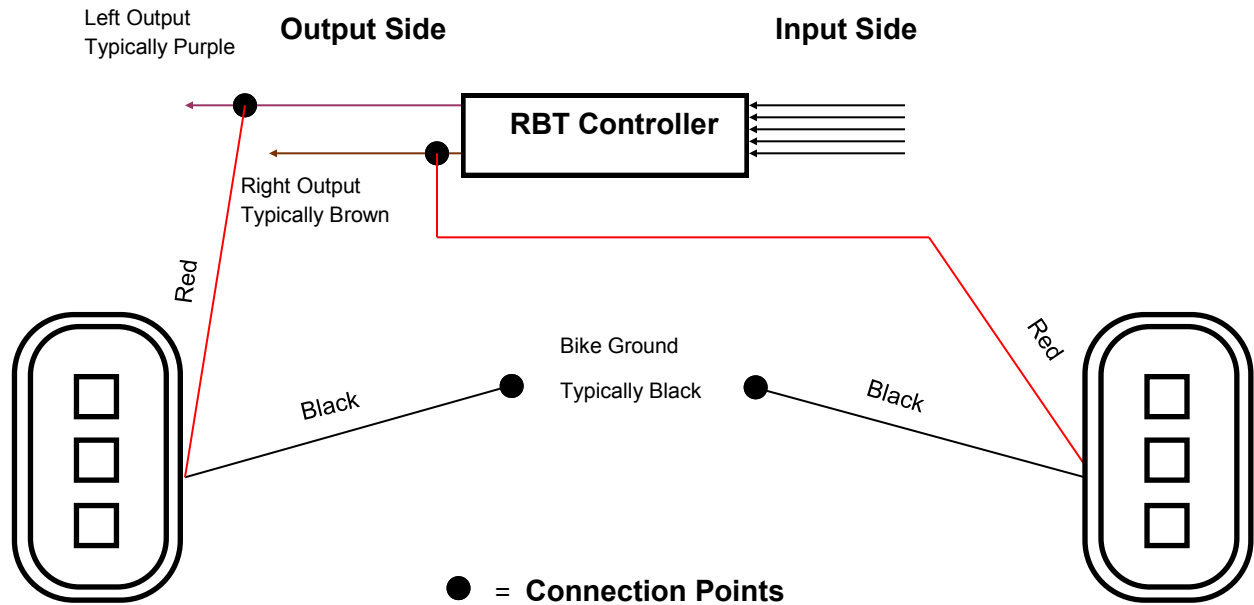 Left Output
Typically Purple
Output Side
Input Side
RBT Controller
Right Output
Typically Brown
Red
Red
Bike Ground
Typically Black
Black
Black
= Connection Points